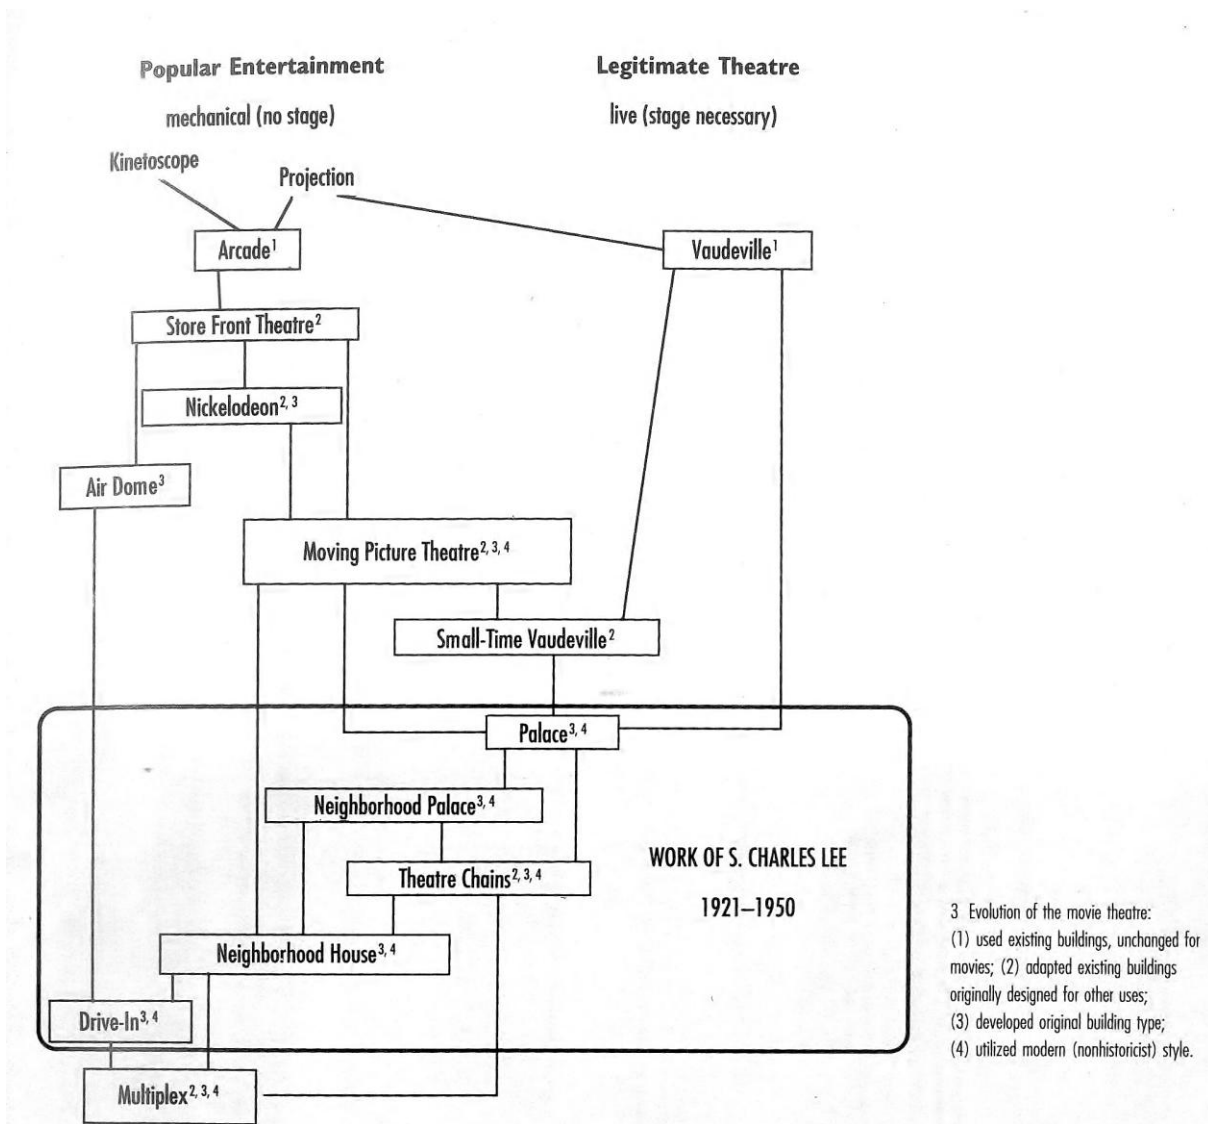 Popular Entertainment
Legitimate Theatre
mechanical (no stage)
live (stage necessary)
Kinetoscope
Projection
Arcade¹
Vaudeville¹
Store Front Theatre²
Nickelodeon²,³
Air Dome³
Moving Picture Theatre²,³,⁴
Small-Time Vaudeville²
Palace³,⁴
Neighborhood Palace³,⁴
Theatre Chains²,³,⁴
WORK OF S. CHARLES LEE
1921–1950
Neighborhood House³,⁴
Drive-In³,⁴
Multiplex²,³,⁴
3 Evolution of the movie theatre:
(1) used existing buildings, unchanged for
movies; (2) adapted existing buildings
originally designed for other uses;
(3) developed original building type;
(4) utilized modern (nonhistoricist) style.